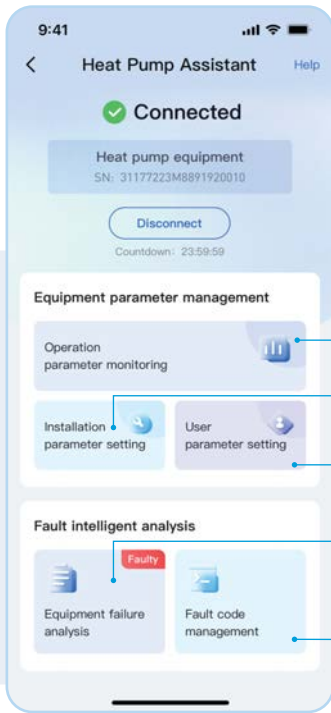 9:41
Heat Pump Assistant Help
Connected
Heat pump equipment
SN: 31177223M8891920010
Disconnect
Countdown: 23:59:59
Equipment parameter management
Operation
parameter monitoring
Installation
parameter setting
User
parameter setting
Fault intelligent analysis
Faulty
Equipment failure
analysis
Fault code
management